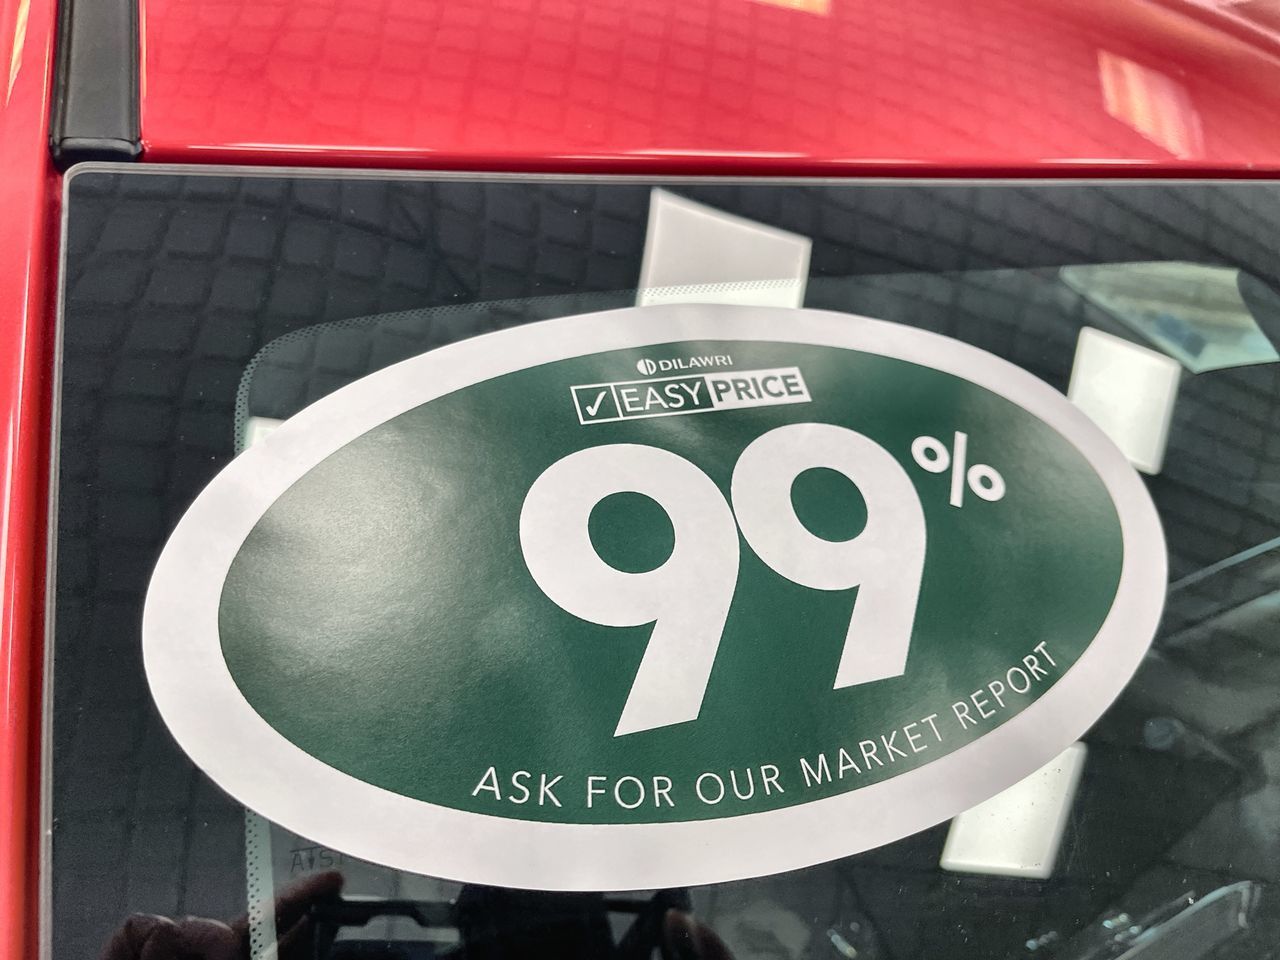 DILAWRI
✓ EASY PRICE
99%
ASK FOR OUR MARKET REPORT